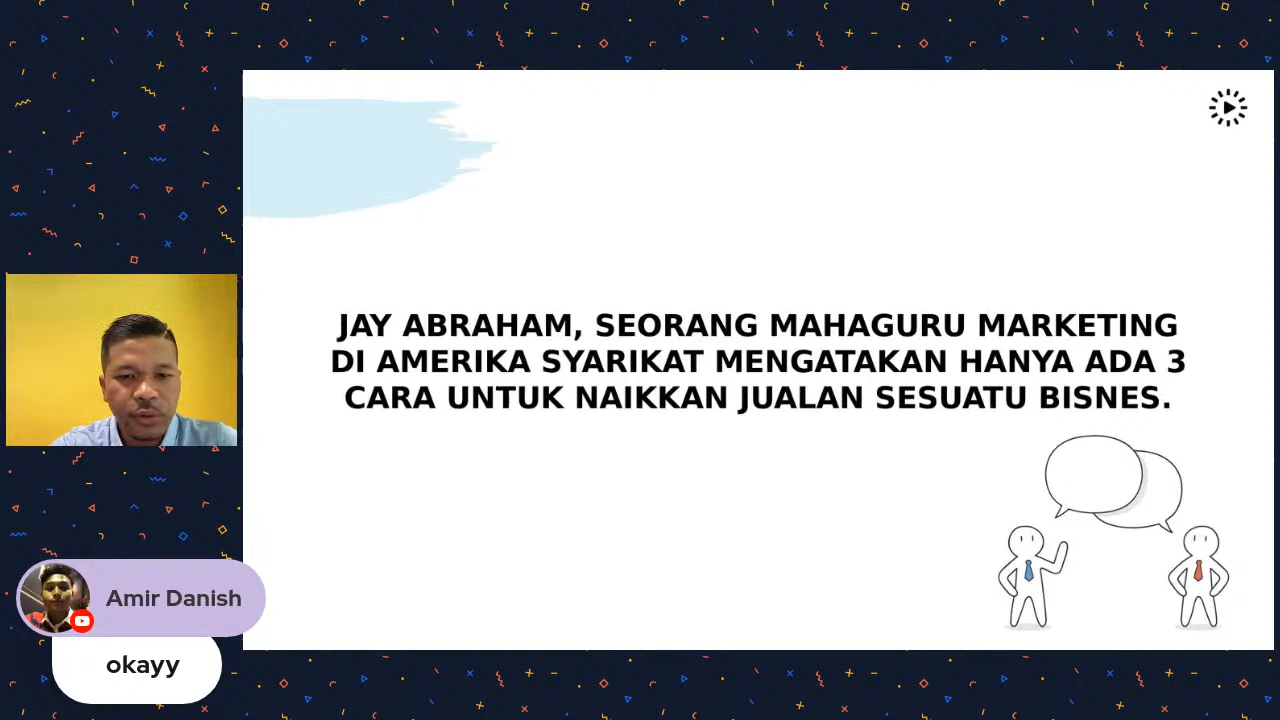 JAY ABRAHAM, SEORANG MAHAGURU MARKETING
DI AMERIKA SYARIKAT MENGATAKAN HANYA ADA 3
CARA UNTUK NAIKKAN JUALAN SESUATU BISNES.
Amir Danish
okayy